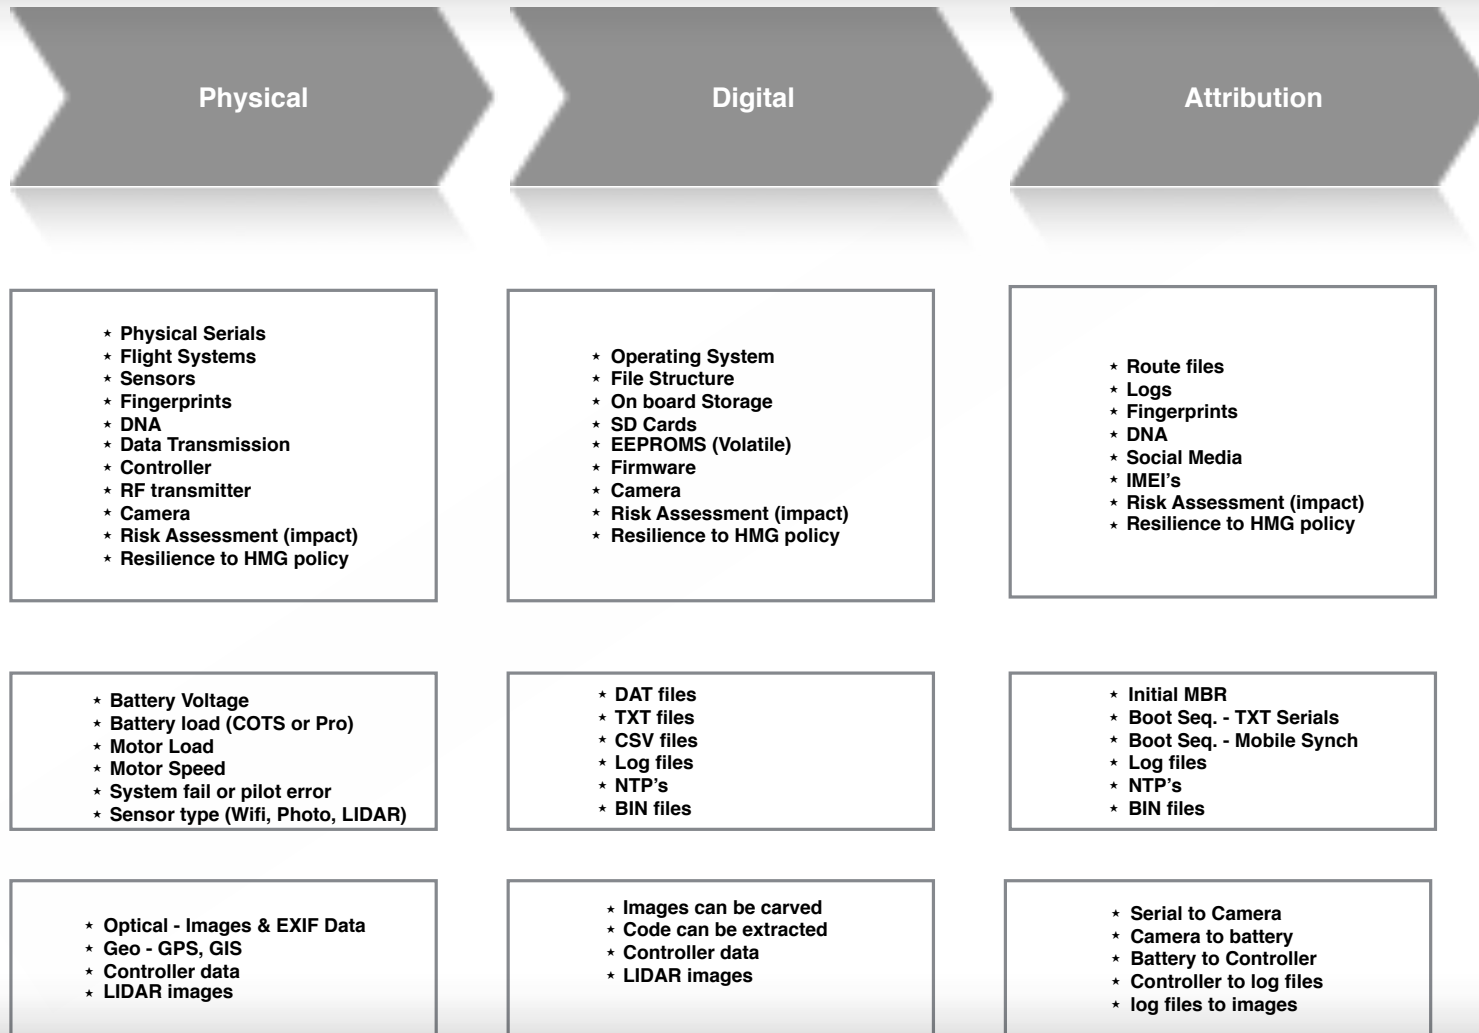 Physical
Digital
Attribution
⋆ Physical Serials
⋆ Flight Systems
⋆ Sensors
⋆ Fingerprints
⋆ DNA
⋆ Data Transmission
⋆ Controller
⋆ RF transmitter
⋆ Camera
⋆ Risk Assessment (impact)
⋆ Resilience to HMG policy
⋆ Operating System
⋆ File Structure
⋆ On board Storage
⋆ SD Cards
⋆ EEPROMS (Volatile)
⋆ Firmware
⋆ Camera
⋆ Risk Assessment (impact)
⋆ Resilience to HMG policy
⋆ Route files
⋆ Logs
⋆ Fingerprints
⋆ DNA
⋆ Social Media
⋆ IMEI's
⋆ Risk Assessment (impact)
⋆ Resilience to HMG policy
⋆ Battery Voltage
⋆ Battery load (COTS or Pro)
⋆ Motor Load
⋆ Motor Speed
⋆ System fail or pilot error
⋆ Sensor type (Wifi, Photo, LIDAR)
⋆ DAT files
⋆ TXT files
⋆ CSV files
⋆ Log files
⋆ NTP's
⋆ BIN files
⋆ Initial MBR
⋆ Boot Seq. - TXT Serials
⋆ Boot Seq. - Mobile Synch
⋆ Log files
⋆ NTP's
⋆ BIN files
⋆ Optical - Images & EXIF Data
⋆ Geo - GPS, GIS
⋆ Controller data
⋆ LIDAR images
⋆ Images can be carved
⋆ Code can be extracted
⋆ Controller data
⋆ LIDAR images
⋆ Serial to Camera
⋆ Camera to battery
⋆ Battery to Controller
⋆ Controller to log files
⋆ log files to images